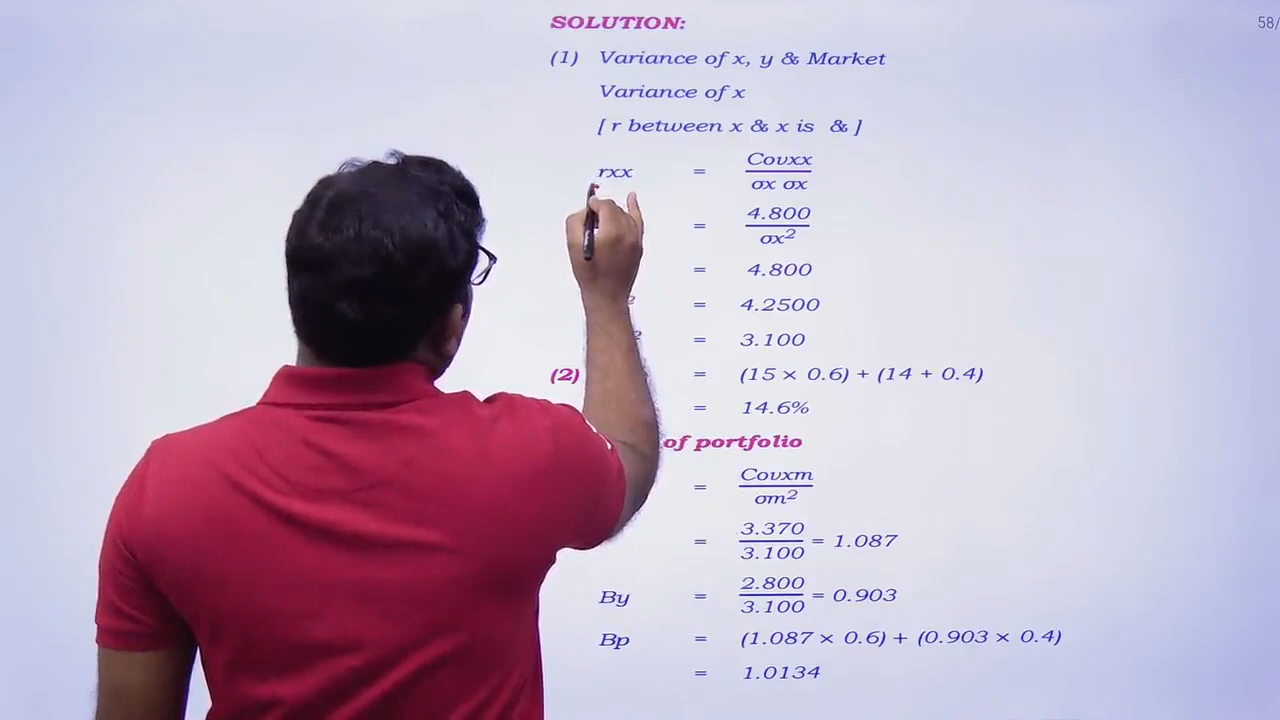 SOLUTION:
58/
(1) Variance of x, y & Market
Variance of x
[ r between x & x is & ]
rxx = Covxx / σx σx
= 4.800 / σx²
= 4.800
² = 4.2500
² = 3.100
(2) = (15 × 0.6) + (14 + 0.4)
= 14.6%
of portfolio
= Covxm / σm²
= 3.370 / 3.100 = 1.087
By = 2.800 / 3.100 = 0.903
Bp = (1.087 × 0.6) + (0.903 × 0.4)
= 1.0134